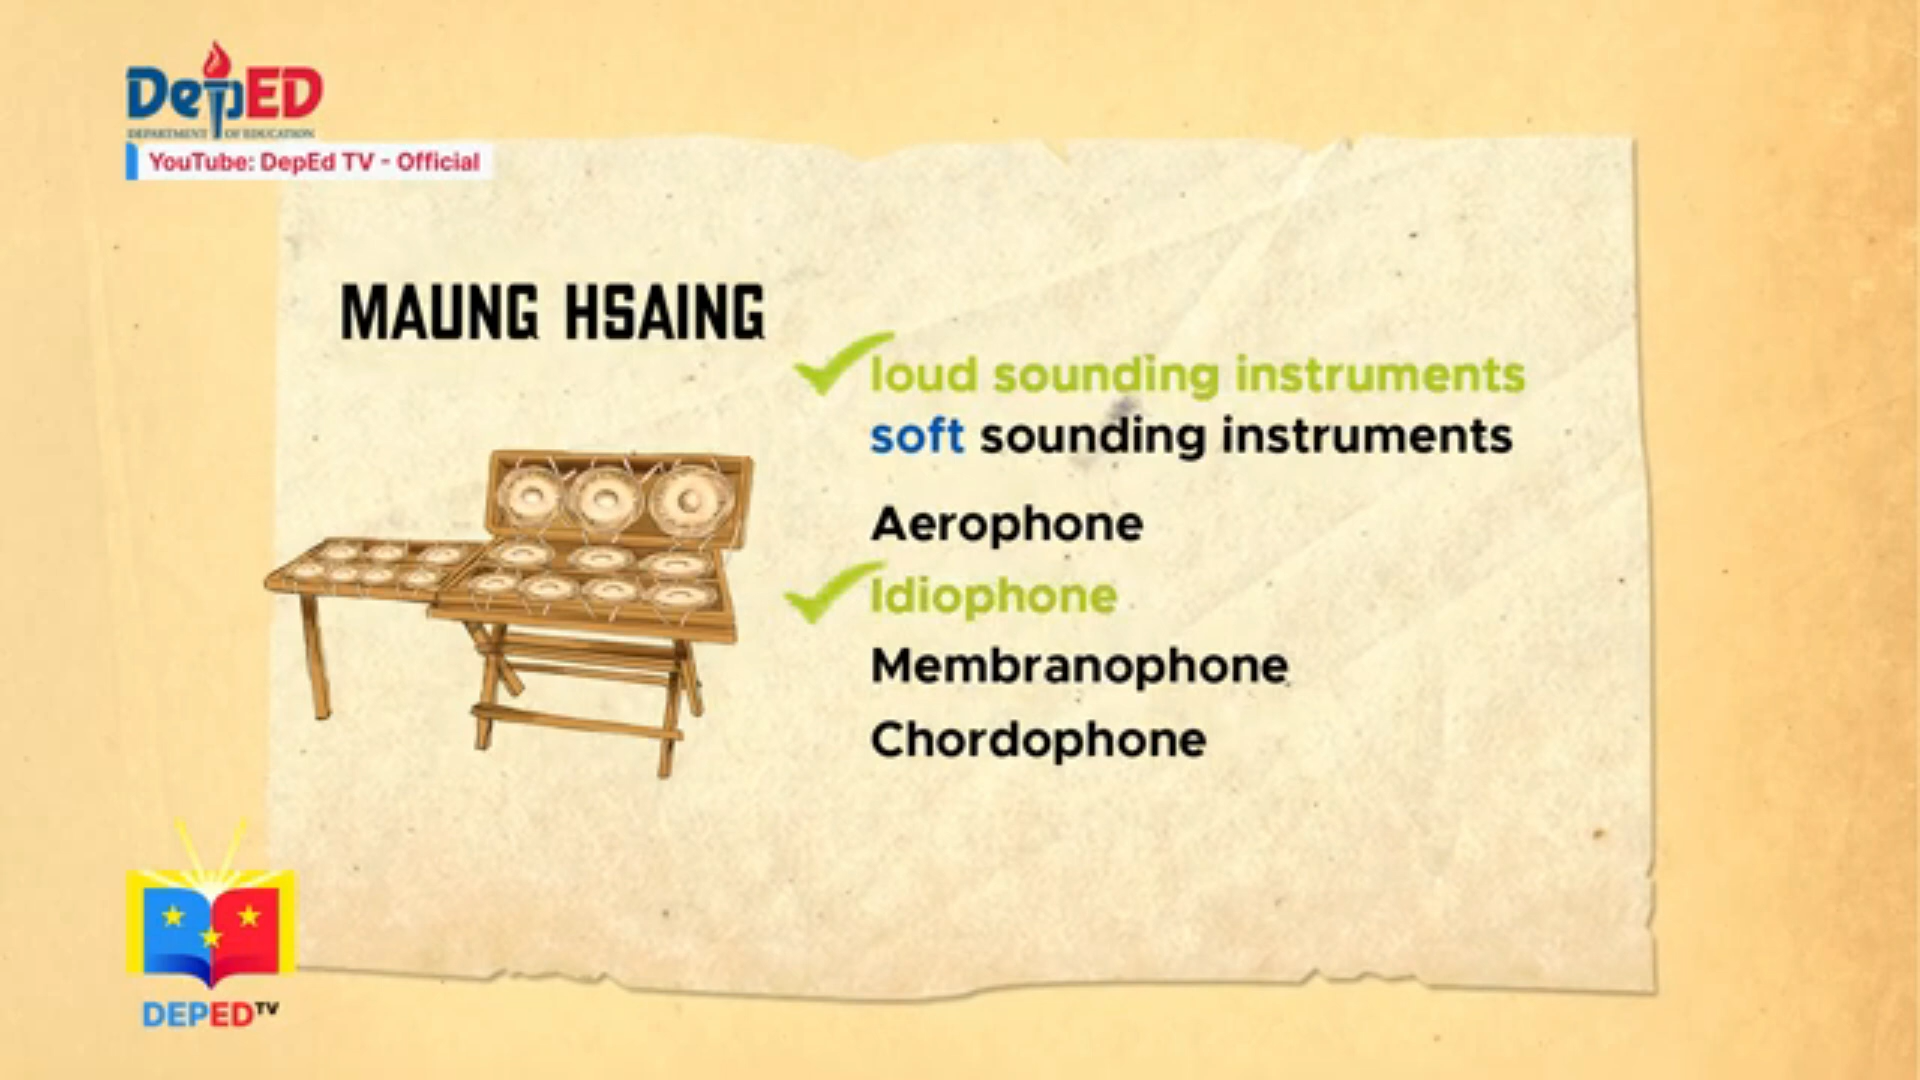 DepED
DEPARTMENT OF EDUCATION
YouTube: DepEd TV - Official
MAUNG HSAING
loud sounding instruments
soft sounding instruments
Aerophone
Idiophone
Membranophone
Chordophone
DEPED TV